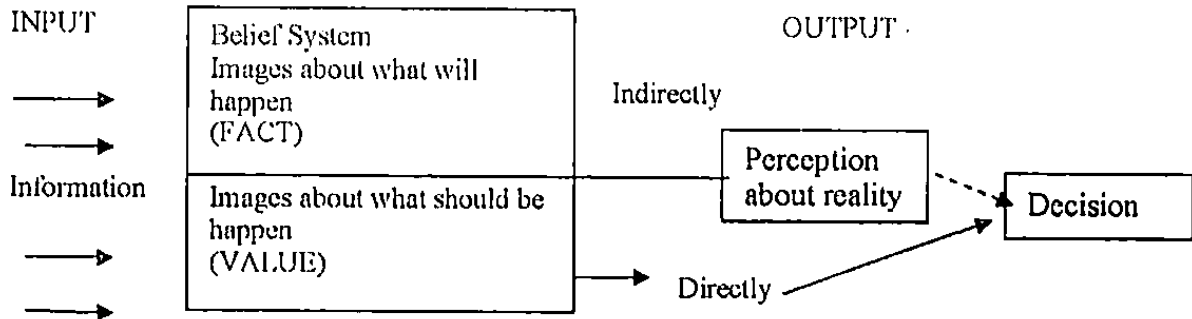 INPUT
Belief System
Images about what will
happen
(FACT)
OUTPUT
Indirectly
Information
Images about what should be
happen
(VALUE)
Perception
about reality
Decision
Directly